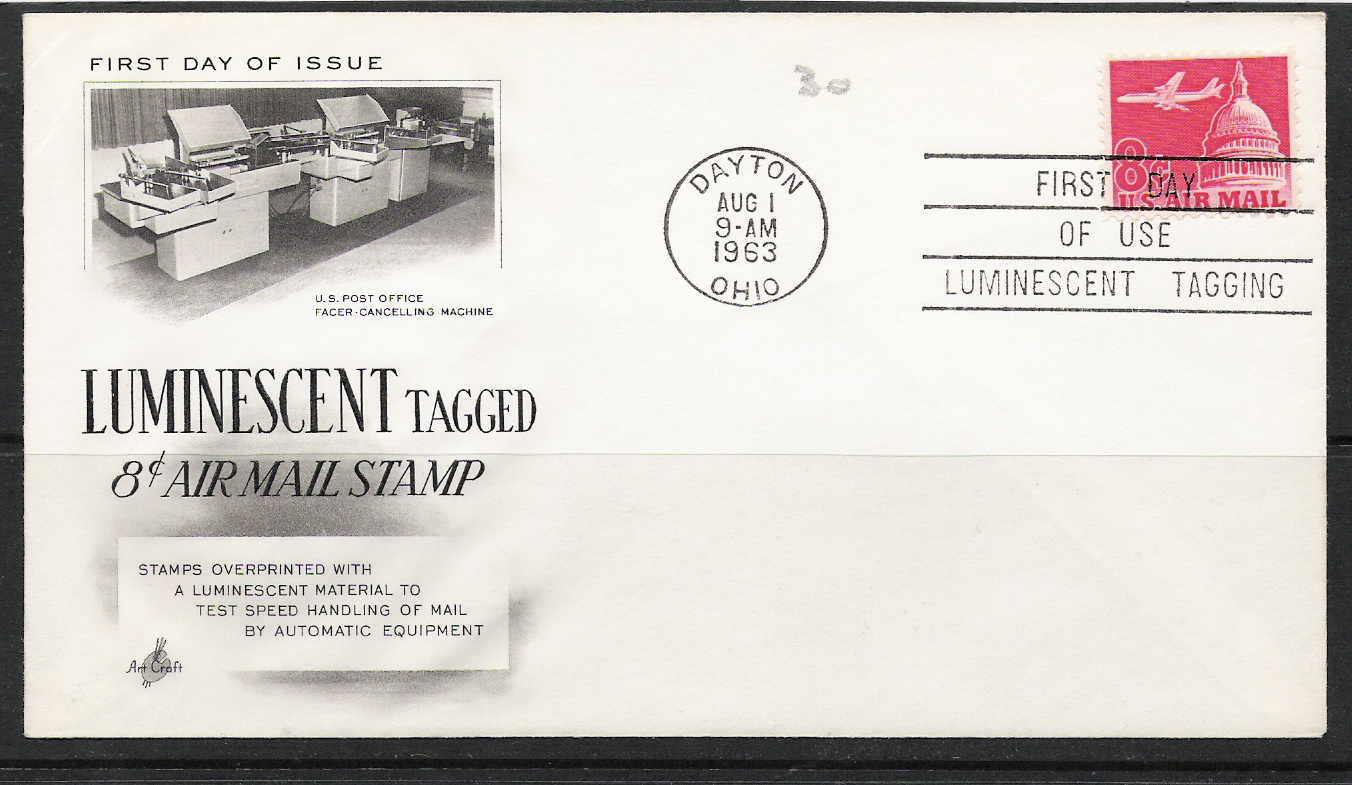 FIRST DAY OF ISSUE
U.S. POST OFFICE
FACER-CANCELLING MACHINE
LUMINESCENT TAGGED
8¢ AIR MAIL STAMP
STAMPS OVERPRINTED WITH
A LUMINESCENT MATERIAL TO
TEST SPEED HANDLING OF MAIL
BY AUTOMATIC EQUIPMENT
Art Craft
30
DAYTON
AUG 1
9-AM
1963
OHIO
8¢
U.S. AIR MAIL
FIRST DAY
OF USE
LUMINESCENT TAGGING